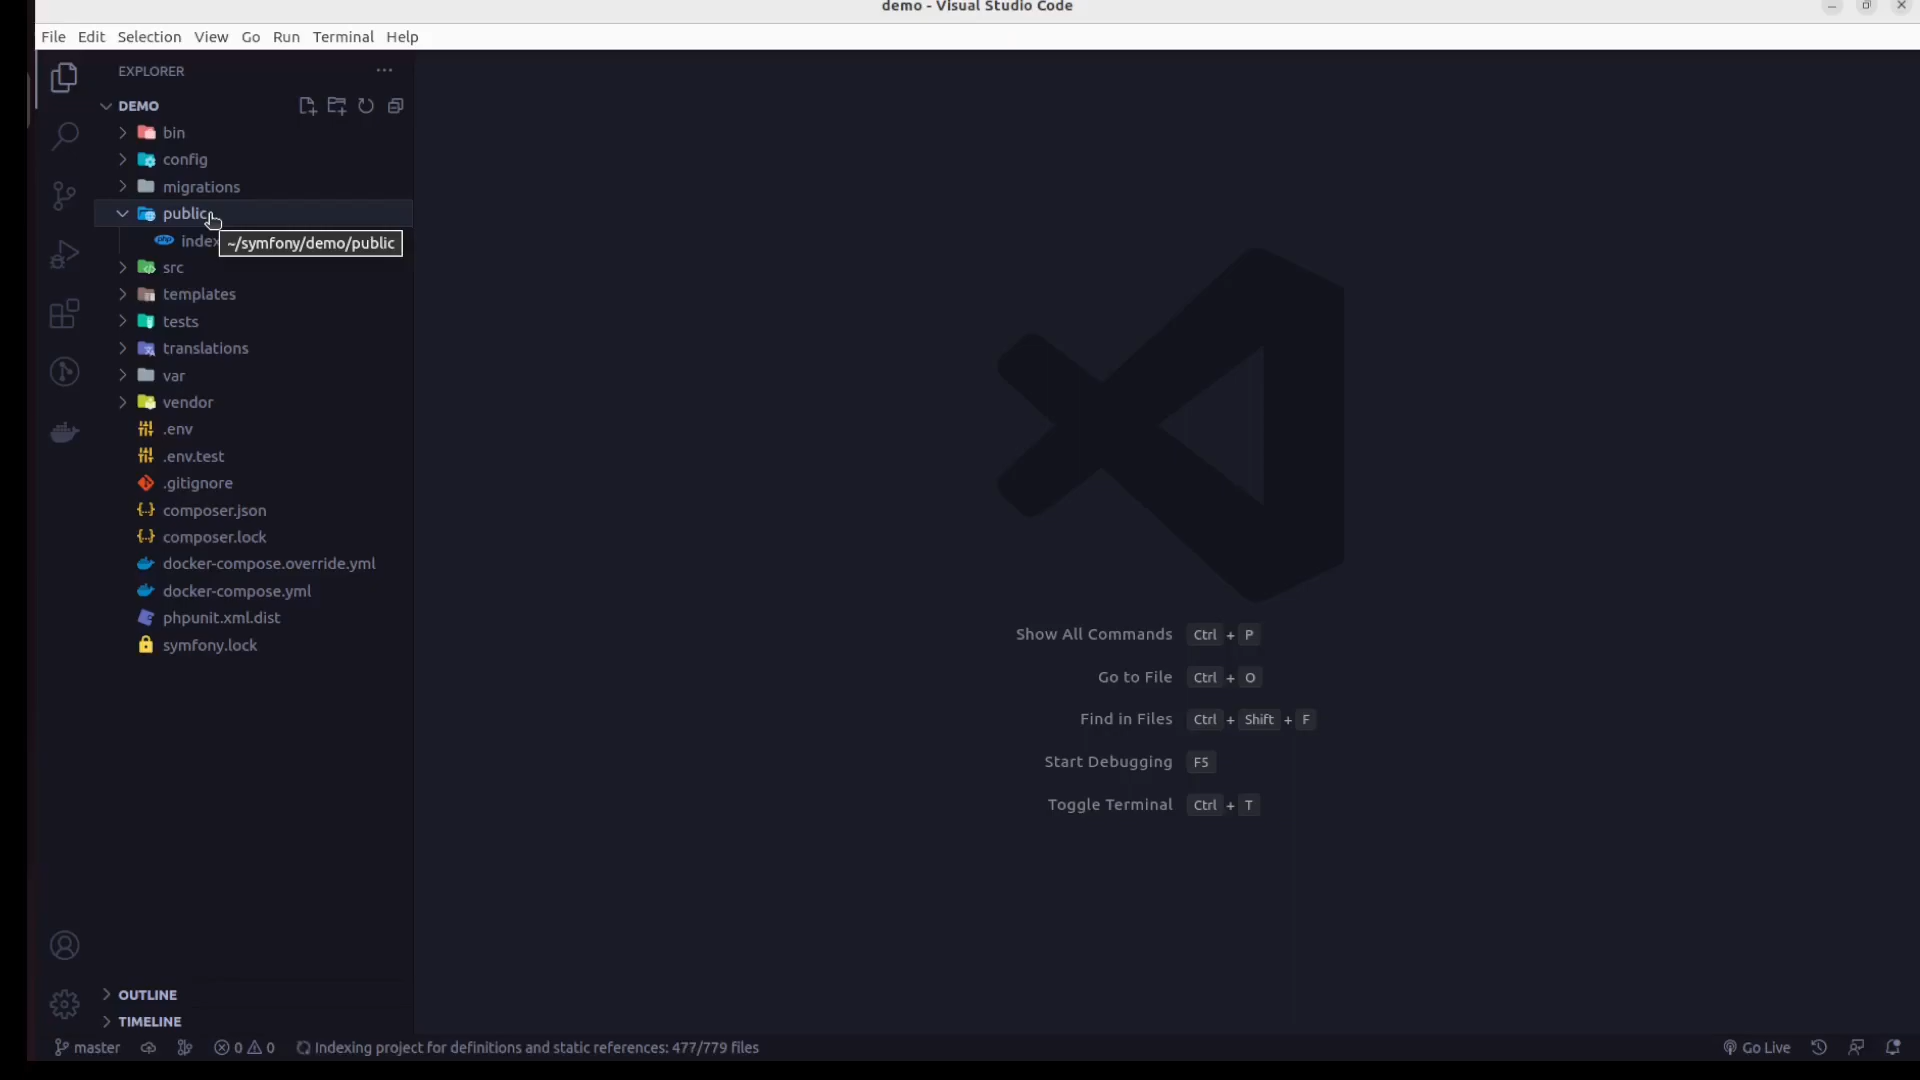 demo - Visual Studio Code
File Edit Selection View Go Run Terminal Help
EXPLORER
DEMO
bin
config
migrations
public
index
~/symfony/demo/public
src
templates
tests
translations
var
vendor
.env
.env.test
.gitignore
composer.json
composer.lock
docker-compose.override.yml
docker-compose.yml
phpunit.xml.dist
symfony.lock
Show All Commands Ctrl + P
Go to File Ctrl + O
Find in Files Ctrl + Shift + F
Start Debugging F5
Toggle Terminal Ctrl + T
OUTLINE
TIMELINE
master 0 0 Indexing project for definitions and static references: 477/779 files Go Live